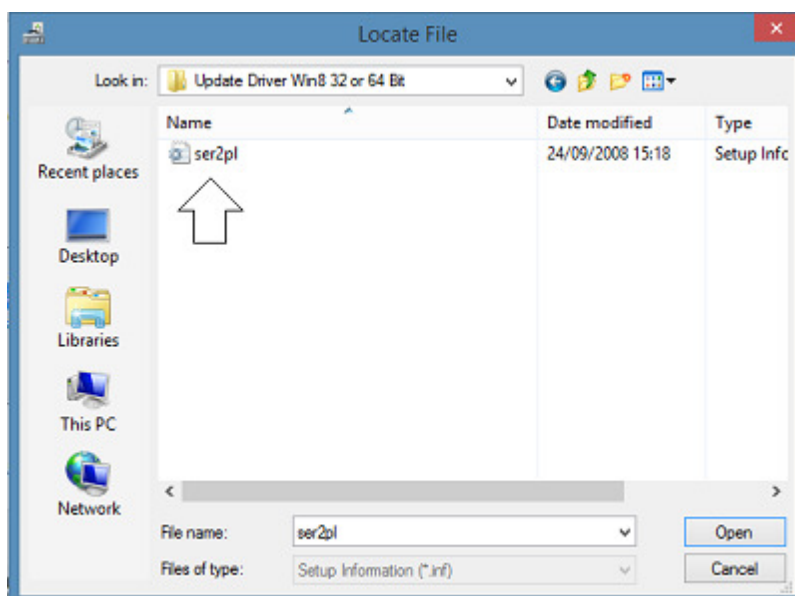 Locate File
Look in: Update Driver Win8 32 or 64 Bit
Name Date modified Type
ser2pl 24/09/2008 15:18 Setup Info
Recent places
Desktop
Libraries
This PC
Network
File name: ser2pl Open
Files of type: Setup Information (*.inf) Cancel